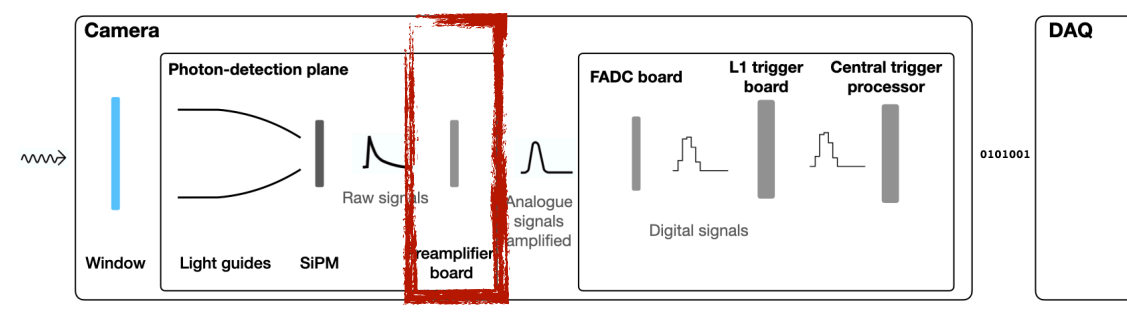 Camera
DAQ
Photon-detection plane
FADC board
L1 trigger
board
Central trigger
processor
0101001
Raw signals
Analogue
signals
amplified
Digital signals
Window
Light guides
SiPM
reamplifier
board